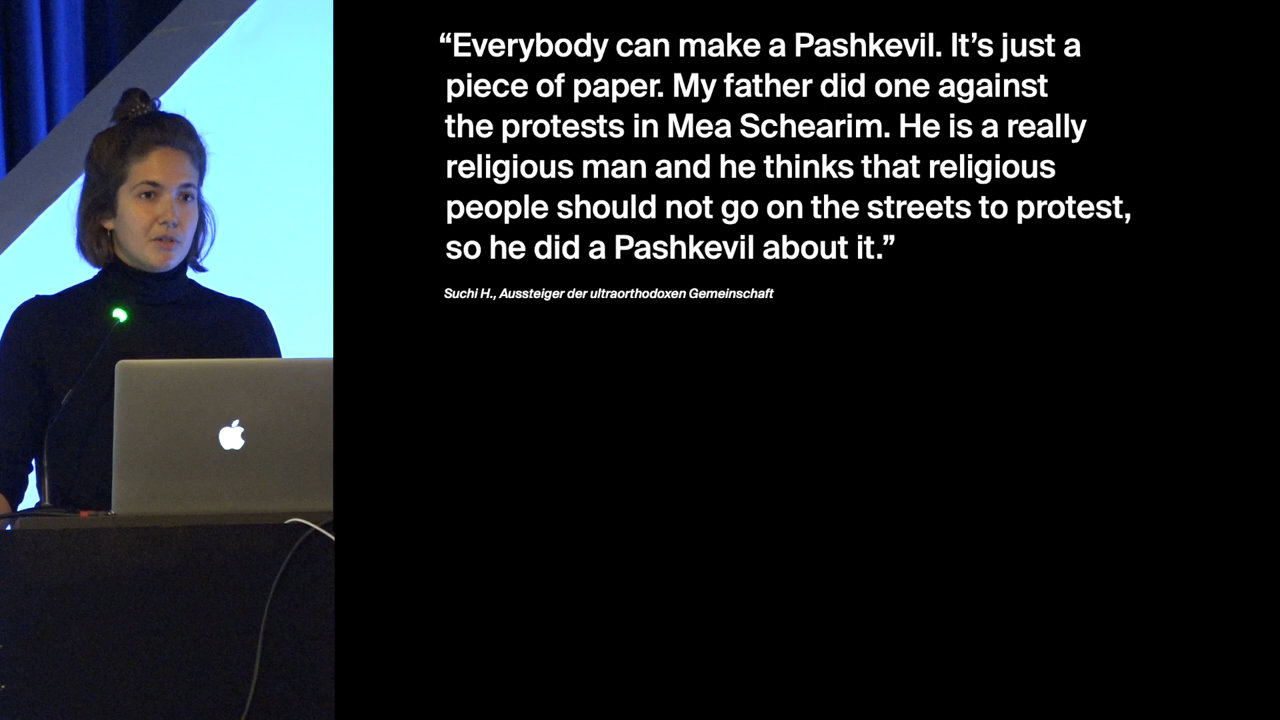 “Everybody can make a Pashkevil. It’s just a
piece of paper. My father did one against
the protests in Mea Schearim. He is a really
religious man and he thinks that religious
people should not go on the streets to protest,
so he did a Pashkevil about it.”
Suchi H., Aussteiger der ultraorthodoxen Gemeinschaft